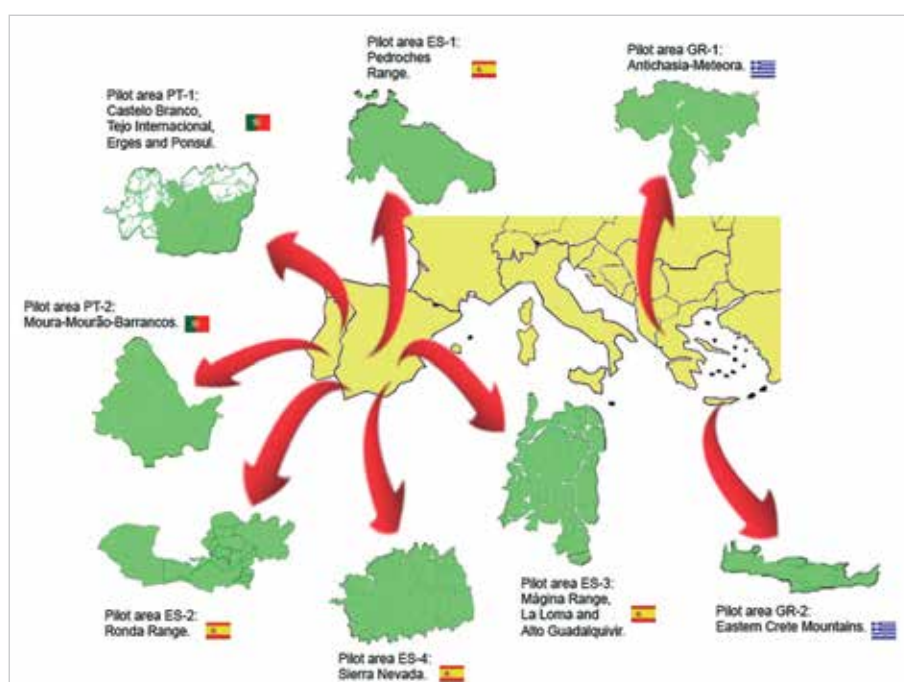 Pilot area ES-1:
Pedroches
Range.
Pilot area GR-1:
Antichasia-Meteora.
Pilot area PT-1:
Castelo Branco,
Tejo Internacional,
Erges and Ponsul.
Pilot area PT-2:
Moura-Mourão-Barrancos.
Pilot area ES-2:
Ronda Range.
Pilot area ES-4:
Sierra Nevada.
Pilot area ES-3:
Mágina Range,
La Loma and
Alto Guadalquivir.
Pilot area GR-2:
Eastern Crete Mountains.